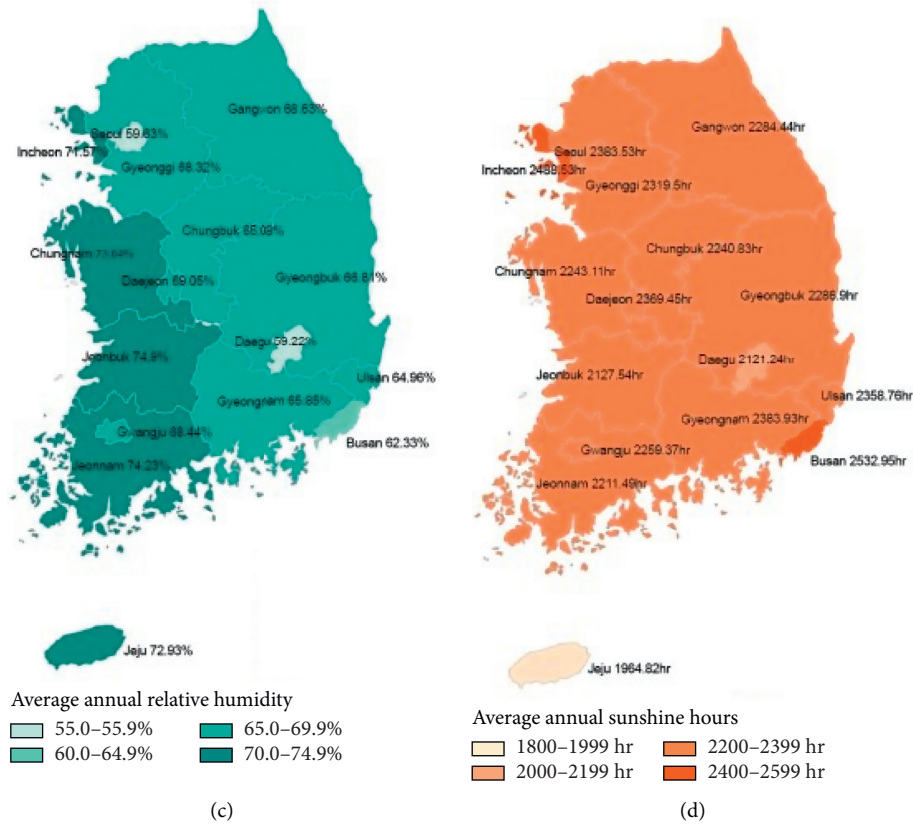 Gangwon 68.63%
Seoul 59.63%
Incheon 71.57%
Gyeonggi 68.32%
Chungbuk 65.09%
Chungnam 73.64%
Daejeon 69.05%
Gyeongbuk 66.81%
Daegu 59.22%
Jeonbuk 74.9%
Ulsan 64.96%
Gyeongnam 65.85%
Gwangju 68.44%
Busan 62.33%
Jeonnam 74.23%
Jeju 72.93%
Average annual relative humidity
55.0–55.9%
65.0–69.9%
60.0–64.9%
70.0–74.9%
(c)
Gangwon 2284.44hr
Seoul 2383.53hr
Incheon 2488.53hr
Gyeonggi 2319.5hr
Chungbuk 2240.83hr
Chungnam 2243.11hr
Daejeon 2369.45hr
Gyeongbuk 2286.9hr
Daegu 2121.24hr
Jeonbuk 2127.54hr
Ulsan 2358.76hr
Gyeongnam 2383.93hr
Gwangju 2259.37hr
Busan 2532.95hr
Jeonnam 2211.49hr
Jeju 1964.82hr
Average annual sunshine hours
1800–1999 hr
2200–2399 hr
2000–2199 hr
2400–2599 hr
(d)